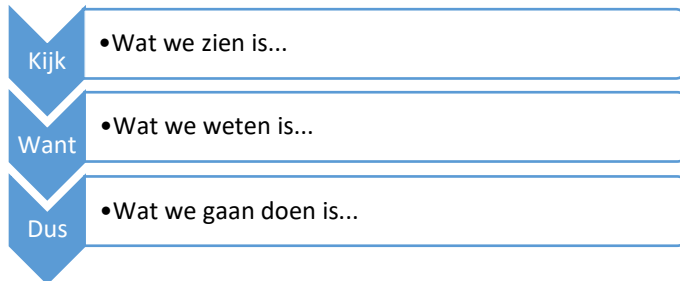 Kijk
•Wat we zien is...
Want
•Wat we weten is...
Dus
•Wat we gaan doen is...